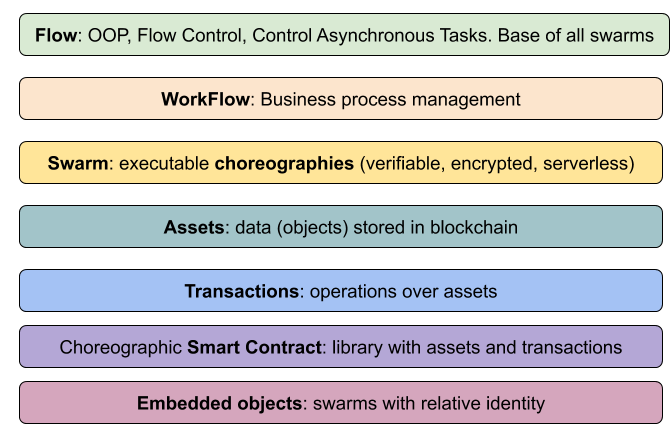 Flow: OOP, Flow Control, Control Asynchronous Tasks. Base of all swarms
WorkFlow: Business process management
Swarm: executable choreographies (verifiable, encrypted, serverless)
Assets: data (objects) stored in blockchain
Transactions: operations over assets
Choreographic Smart Contract: library with assets and transactions
Embedded objects: swarms with relative identity